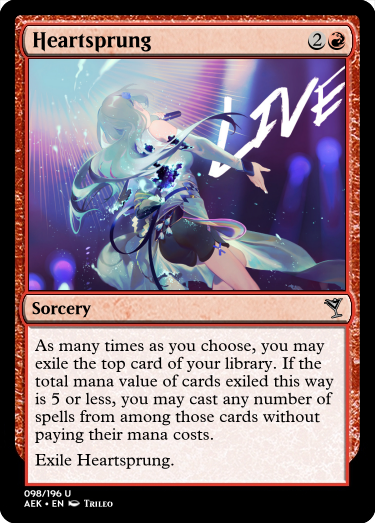 Heartsprung 2
LIVE
Sorcery
As many times as you choose, you may
exile the top card of your library. If the
total mana value of cards exiled this way
is 5 or less, you may cast any number of
spells from among those cards without
paying their mana costs.
Exile Heartsprung.
098/196 U
AEK • EN TRILEO